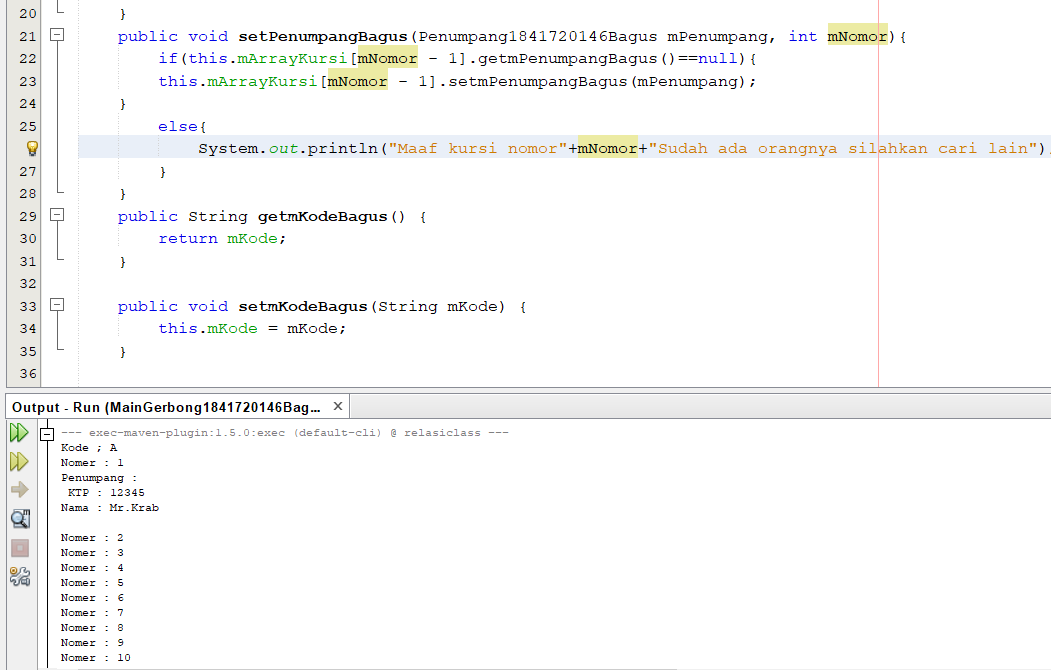 20 }
21 public void setPenumpangBagus(Penumpang1841720146Bagus mPenumpang, int mNomor){
22 if(this.mArrayKursi[mNomor - 1].getmPenumpangBagus()==null){
23 this.mArrayKursi[mNomor - 1].setmPenumpangBagus(mPenumpang);
24 }
25 else{
System.out.println("Maaf kursi nomor"+mNomor+"Sudah ada orangnya silahkan cari lain")
27 }
28 }
29 public String getmKodeBagus() {
30 return mKode;
31 }
32
33 public void setmKodeBagus(String mKode) {
34 this.mKode = mKode;
35 }
36
Output - Run (MainGerbong1841720146Bag... X
--- exec-maven-plugin:1.5.0:exec (default-cli) @ relasiclass ---
Kode ; A
Nomer : 1
Penumpang :
KTP : 12345
Nama : Mr.Krab
Nomer : 2
Nomer : 3
Nomer : 4
Nomer : 5
Nomer : 6
Nomer : 7
Nomer : 8
Nomer : 9
Nomer : 10